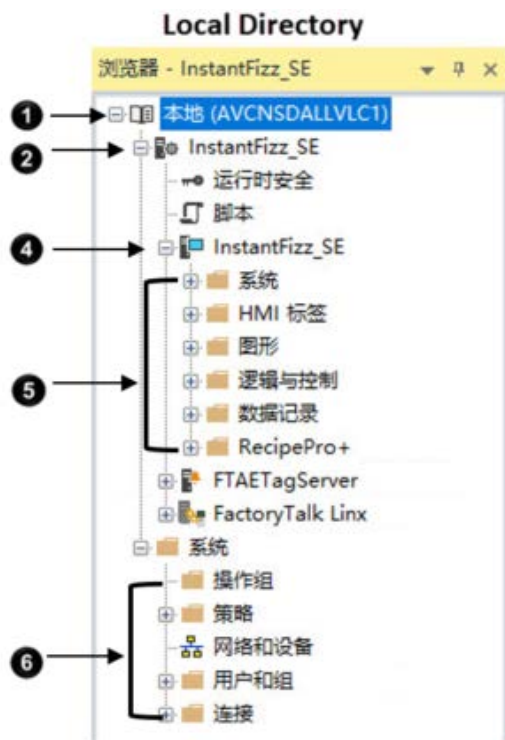 Local Directory
浏览器 - InstantFizz_SE
1 本地 (AVCNSDALLVLC1)
2 InstantFizz_SE
运行时安全
脚本
4 InstantFizz_SE
系统
HMI 标签
图形
5 逻辑与控制
数据记录
RecipePro+
FTAETagServer
FactoryTalk Linx
系统
操作组
策略
6 网络和设备
用户和组
连接